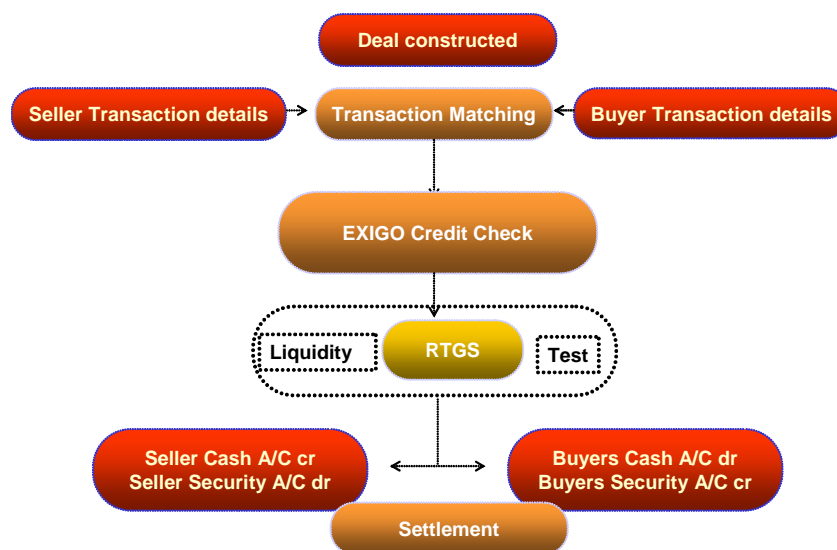 Deal constructed
Seller Transaction details
Transaction Matching
Buyer Transaction details
EXIGO Credit Check
Liquidity
RTGS
Test
Seller Cash A/C cr
Seller Security A/C dr
Buyers Cash A/C dr
Buyers Security A/C cr
Settlement